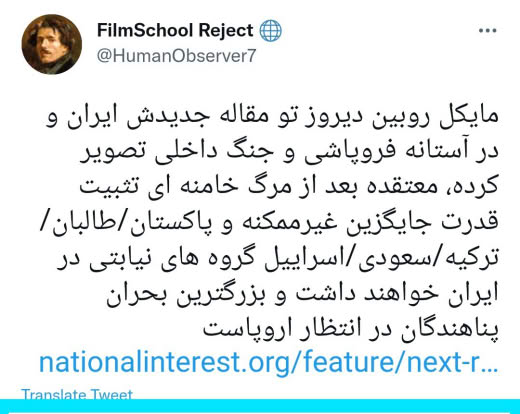 FilmSchool Reject
@HumanObserver7
مایکل روبین دیروز تو مقاله جدیدش ایران و
در آستانه فروپاشی و جنگ داخلی تصویر
کرده، معتقده بعد از مرگ خامنه ای تثبیت
قدرت جایگزین غیرممکنه و پاکستان/طالبان/
ترکیه/سعودی/اسراییل گروه های نیابتی در
ایران خواهند داشت و بزرگترین بحران
پناهندگان در انتظار اروپاست
nationalinterest.org/feature/next-r...
Translate Tweet